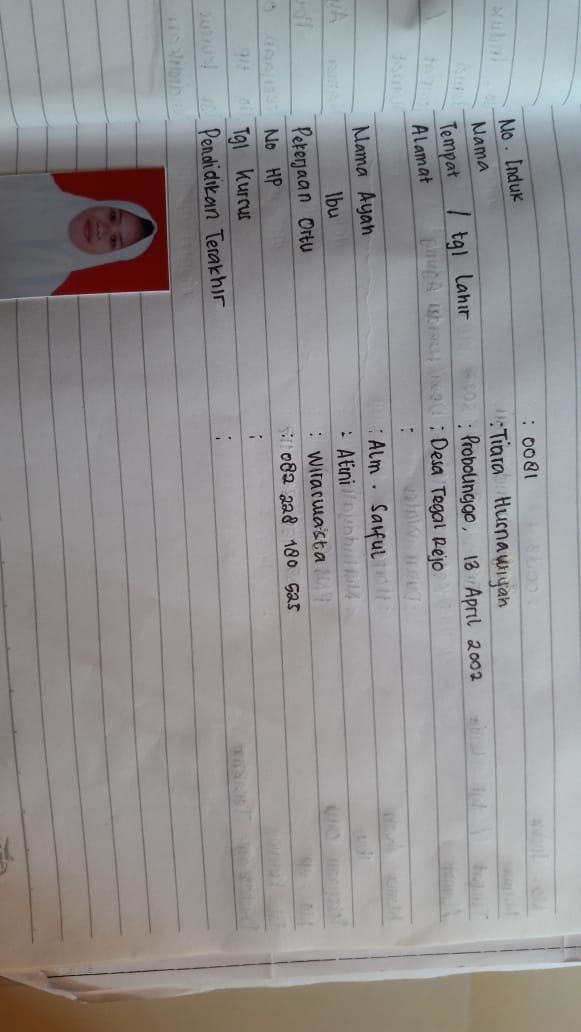 No. Induk : 0081
Nama : Tiara Husnawiyah
Tempat / tgl Lahir : Probolinggo, 13 April 2002
Alamat : Desa Tegal Rejo
:
Nama Ayah : Alm. Saiful
Ibu : Atini
Pekerjaan Ortu : Wiraswasta
No HP : 082 228 180 525
Tgl Kursus :
Pendidikan Terakhir :